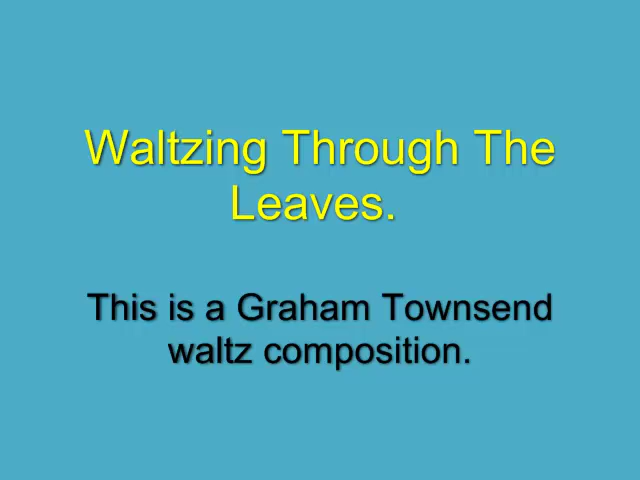 Waltzing Through The
Leaves.
This is a Graham Townsend
waltz composition.